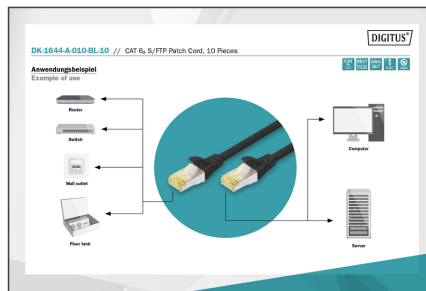 DIGITUS®
DK-1644-A-010-BL-10 // CAT 6A S/FTP Patch Cord, 10 Pieces
Anwendungsbeispiel
Example of use
Router
Switch
Wall outlet
Floor tank
Computer
Server